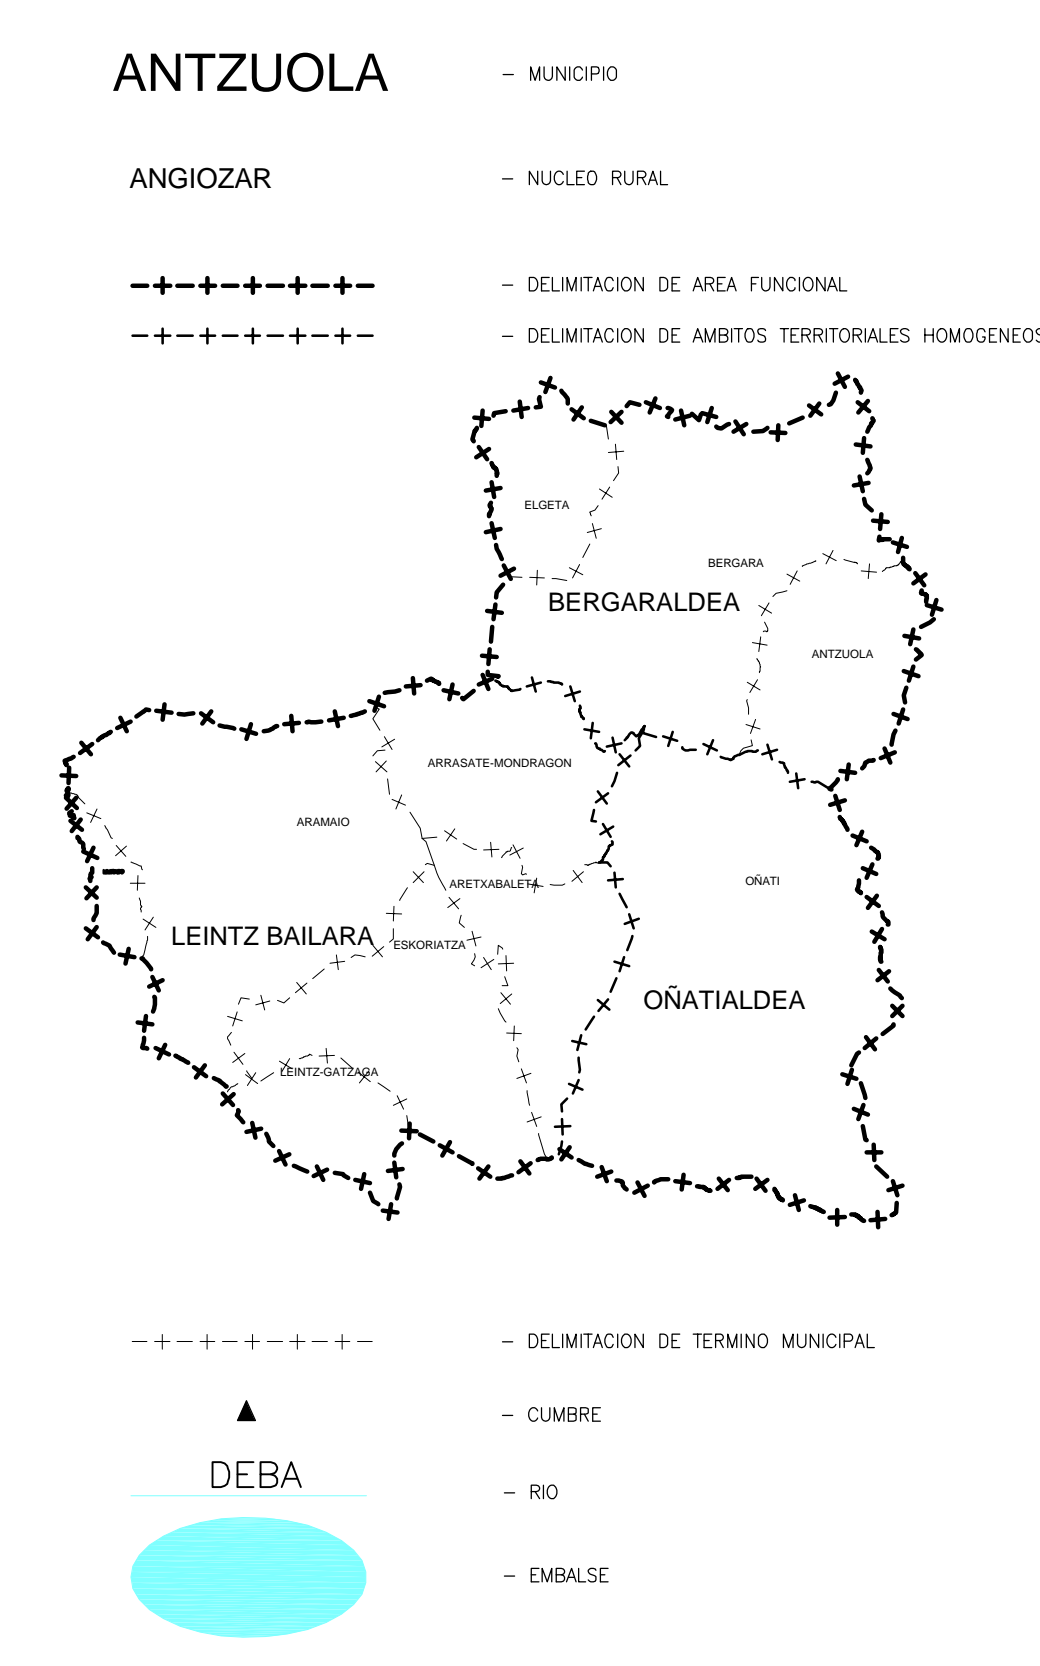 ANTZUOLA – MUNICIPIO
ANGIOZAR – NUCLEO RURAL
– DELIMITACION DE AREA FUNCIONAL
– DELIMITACION DE AMBITOS TERRITORIALES HOMOGENEOS
ELGETA
BERGARA
BERGARALDEA
ANTZUOLA
ARRASATE-MONDRAGON
ARAMAIO
ARETXABALETA
OÑATI
LEINTZ BAILARA
ESKORIATZA
OÑATIALDEA
LEINTZ-GATZAGA
– DELIMITACION DE TERMINO MUNICIPAL
– CUMBRE
DEBA
– RIO
– EMBALSE